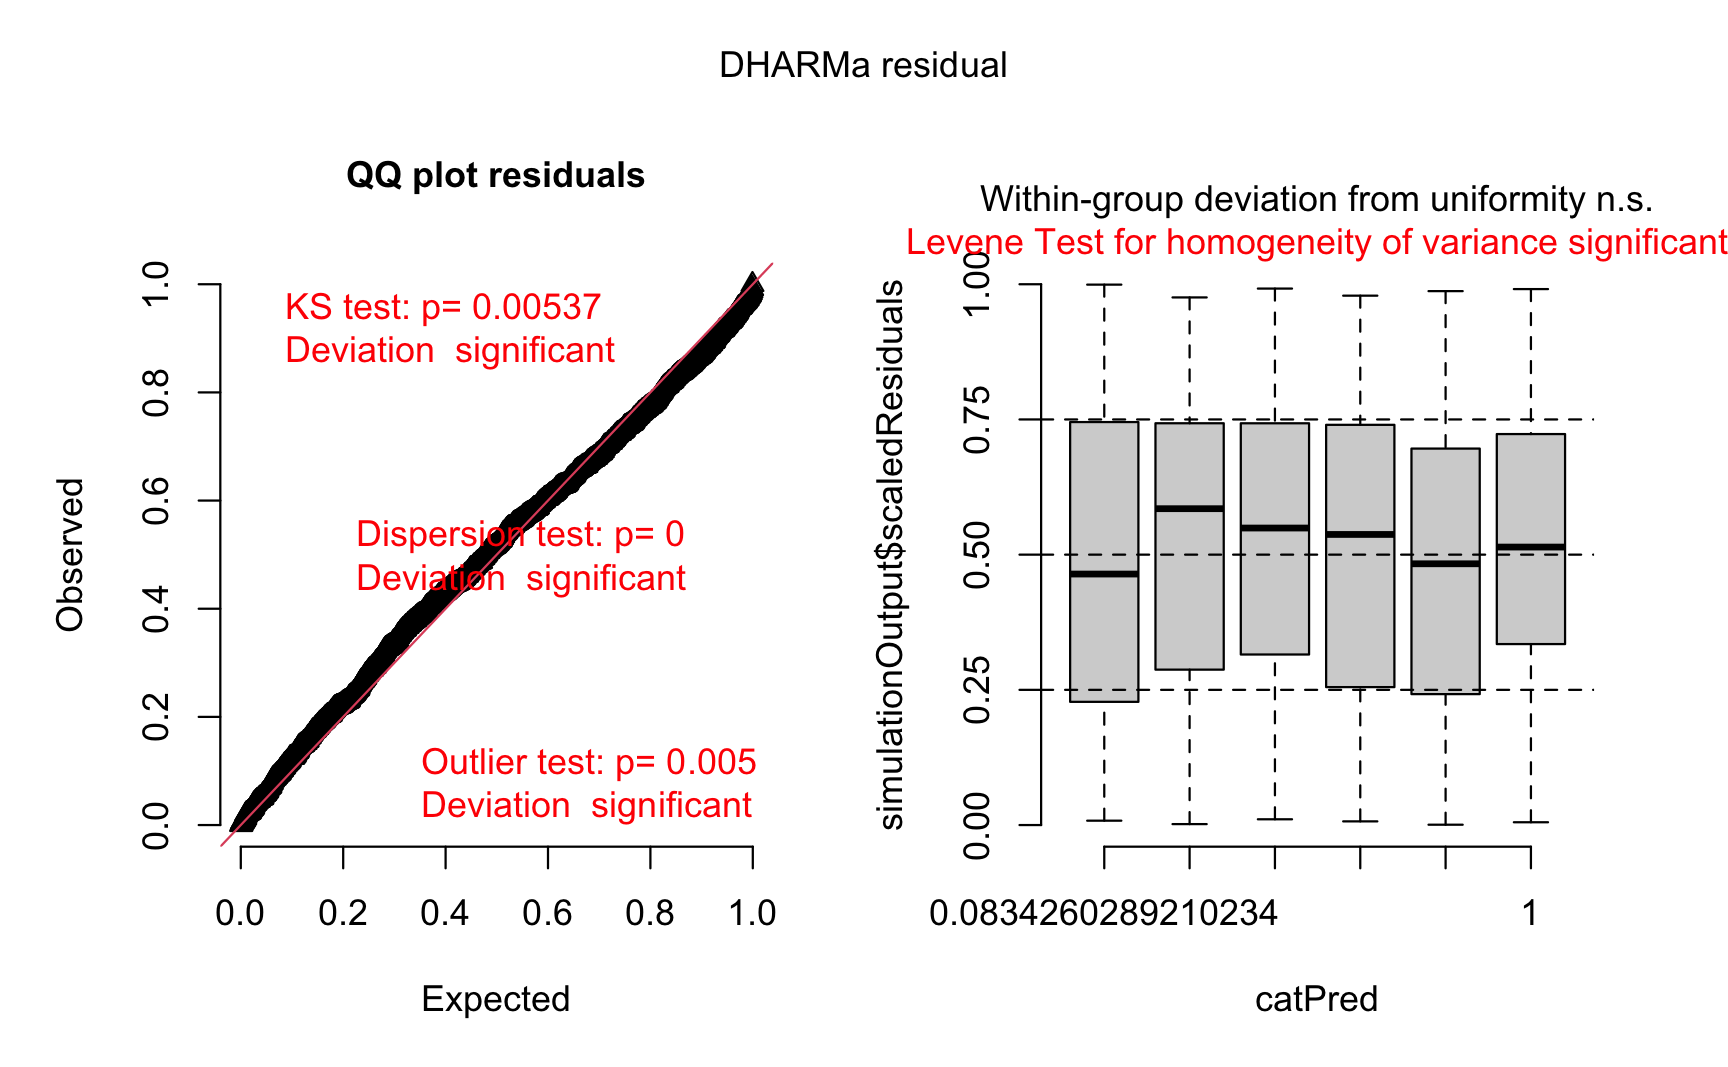 DHARMa residual
QQ plot residuals
KS test: p= 0.00537
Deviation  significant
Dispersion test: p= 0
Deviation  significant
Outlier test: p= 0.005
Deviation  significant
Observed
0.0
0.2
0.4
0.6
0.8
1.0
0.0
0.2
0.4
0.6
0.8
1.0
Expected
Within-group deviation from uniformity n.s.
Levene Test for homogeneity of variance significant
simulationOutput$scaledResiduals
0.00
0.25
0.50
0.75
1.00
0.0834260289210234
1
catPred